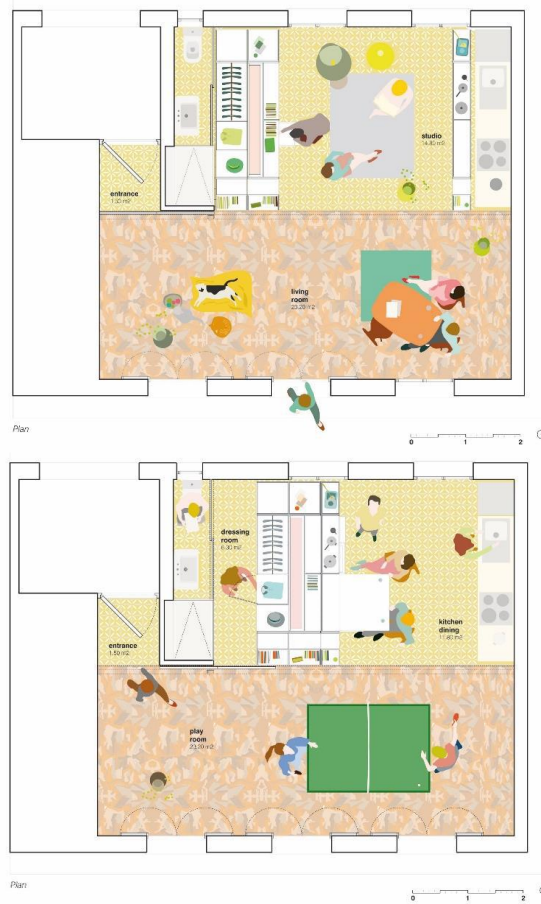 studio
14.80 m2
entrance
1.50 m2
living
room
23.20 m2
Plan
0 1 2
dressing
room
6.30 m2
kitchen
dining
11.80 m2
entrance
1.50 m2
play
room
23.20 m2
Plan
0 1 2